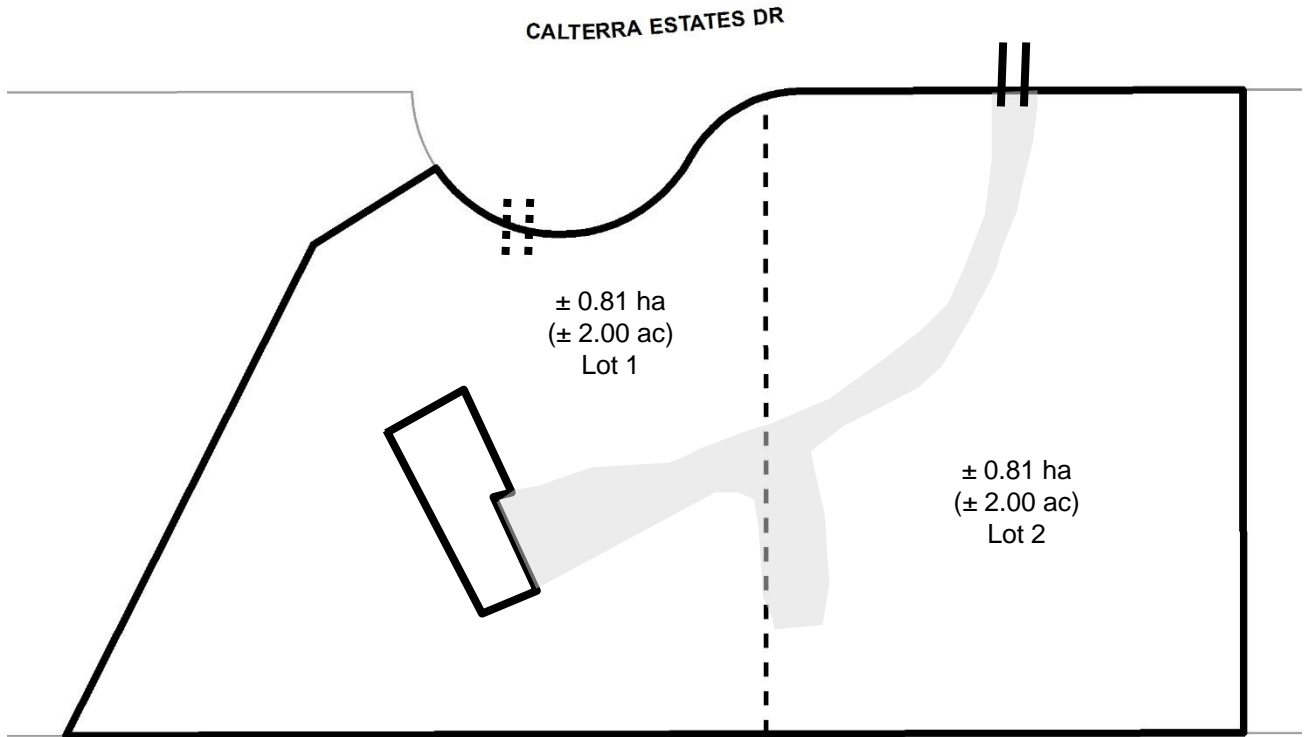 CALTERRA ESTATES DR
± 0.81 ha
(± 2.00 ac)
Lot 1
± 0.81 ha
(± 2.00 ac)
Lot 2